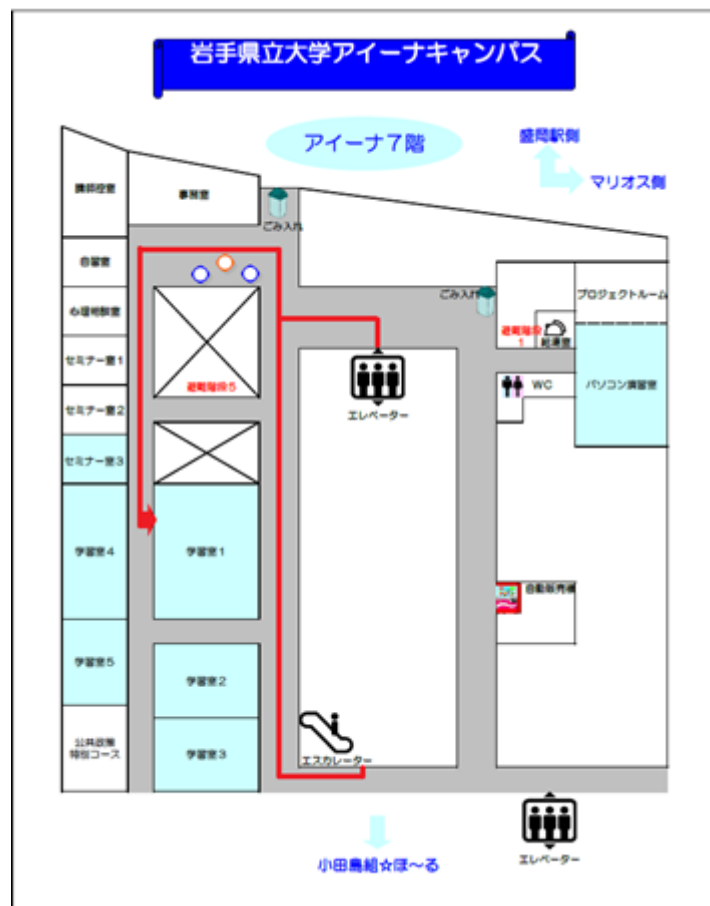 岩手県立大学アイーナキャンパス
アイーナ7階
盛岡駅側
マリオス側
講師控室
事務室
ごみ入れ
自習室
心理相談室
ごみ入れ
プロジェクトルーム
避難階段
1
給湯室
セミナー室1
避難階段5
エレベーター
WC
パソコン演習室
セミナー室2
セミナー室3
学習室4
学習室1
自動販売機
学習室5
学習室2
公共政策
特別コース
学習室3
エスカレーター
小田島組☆ほ~る
エレベーター